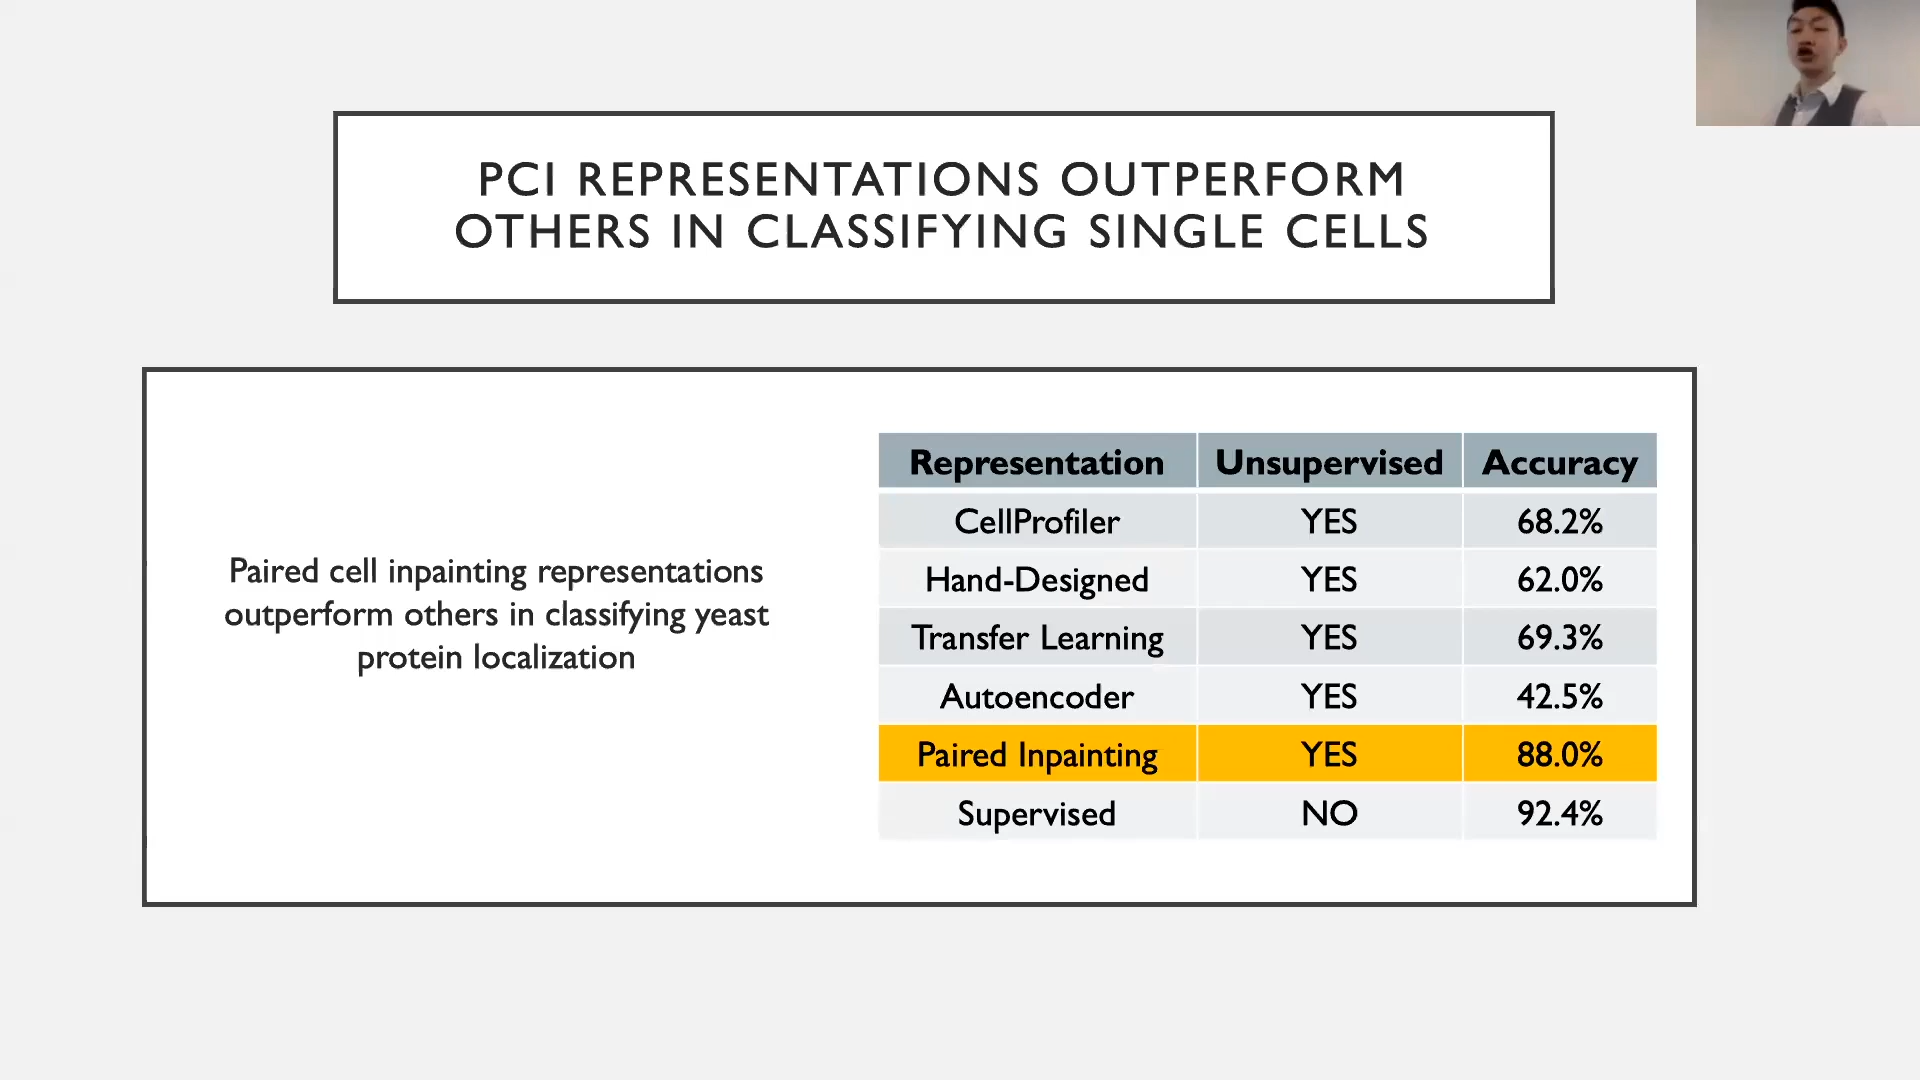 PCI REPRESENTATIONS OUTPERFORM
OTHERS IN CLASSIFYING SINGLE CELLS
Paired cell inpainting representations
outperform others in classifying yeast
protein localization
Representation Unsupervised Accuracy
CellProfiler YES 68.2%
Hand-Designed YES 62.0%
Transfer Learning YES 69.3%
Autoencoder YES 42.5%
Paired Inpainting YES 88.0%
Supervised NO 92.4%